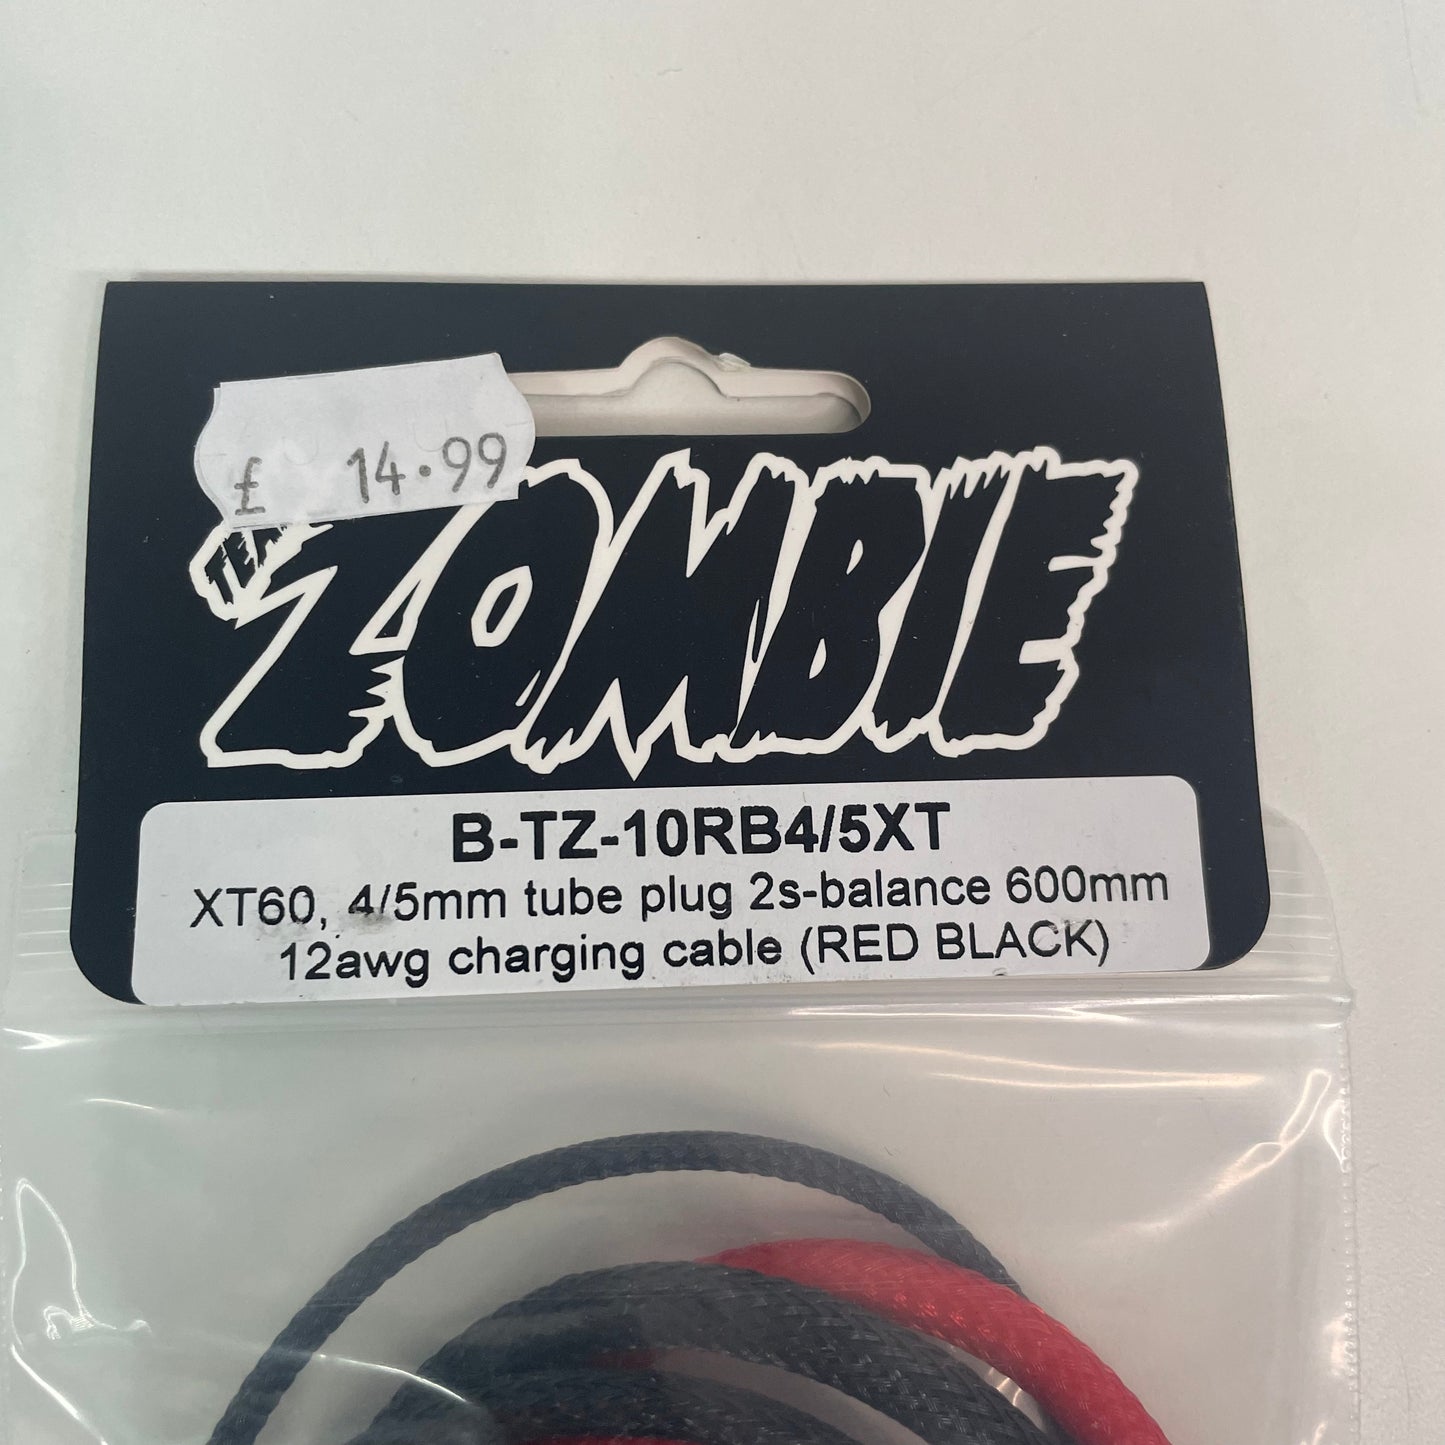 £ 14.99
TEAM
ZOMBIE
B-TZ-10RB4/5XT
XT60, 4/5mm tube plug 2s-balance 600mm
12awg charging cable (RED BLACK)